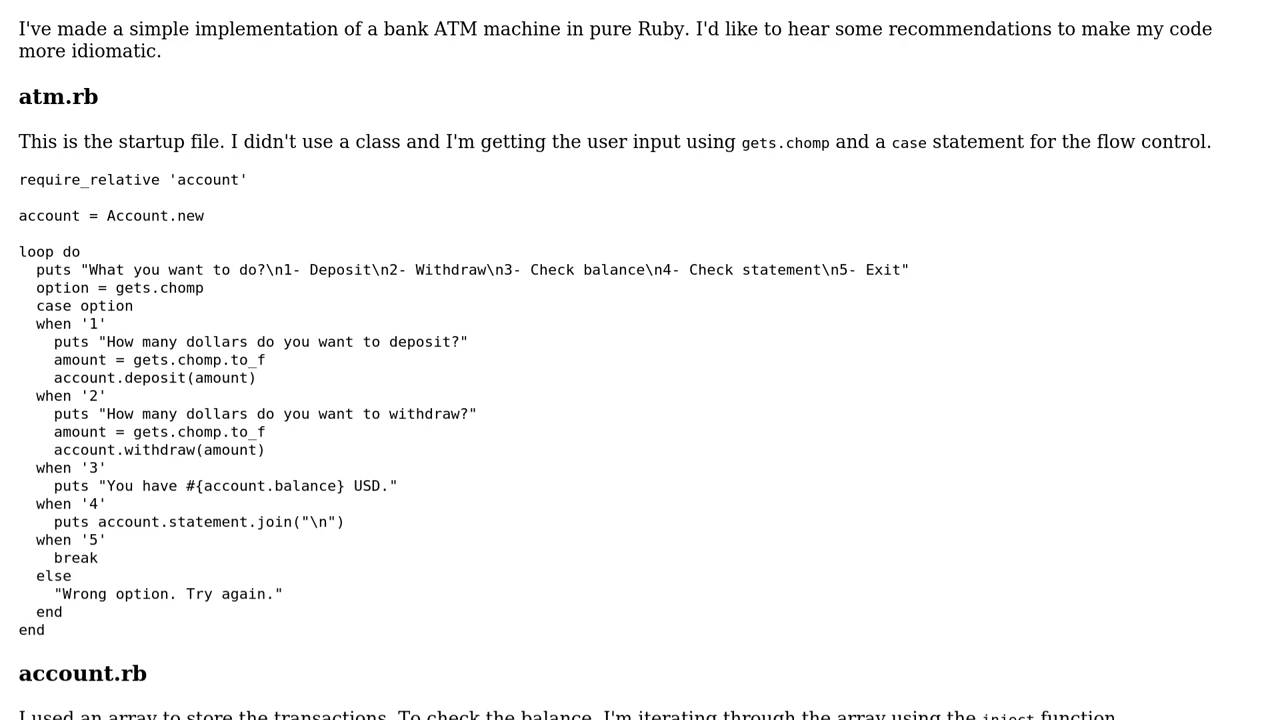 I've made a simple implementation of a bank ATM machine in pure Ruby. I'd like to hear some recommendations to make my code
more idiomatic.
atm.rb
This is the startup file. I didn't use a class and I'm getting the user input using gets.chomp and a case statement for the flow control.
require_relative 'account'
account = Account.new
loop do
  puts "What you want to do?\n1- Deposit\n2- Withdraw\n3- Check balance\n4- Check statement\n5- Exit"
  option = gets.chomp
  case option
  when '1'
    puts "How many dollars do you want to deposit?"
    amount = gets.chomp.to_f
    account.deposit(amount)
  when '2'
    puts "How many dollars do you want to withdraw?"
    amount = gets.chomp.to_f
    account.withdraw(amount)
  when '3'
    puts "You have #{account.balance} USD."
  when '4'
    puts account.statement.join("\n")
  when '5'
    break
  else
    "Wrong option. Try again."
  end
end
account.rb
I used an array to store the transactions. To check the balance, I'm iterating through the array using the inject function.